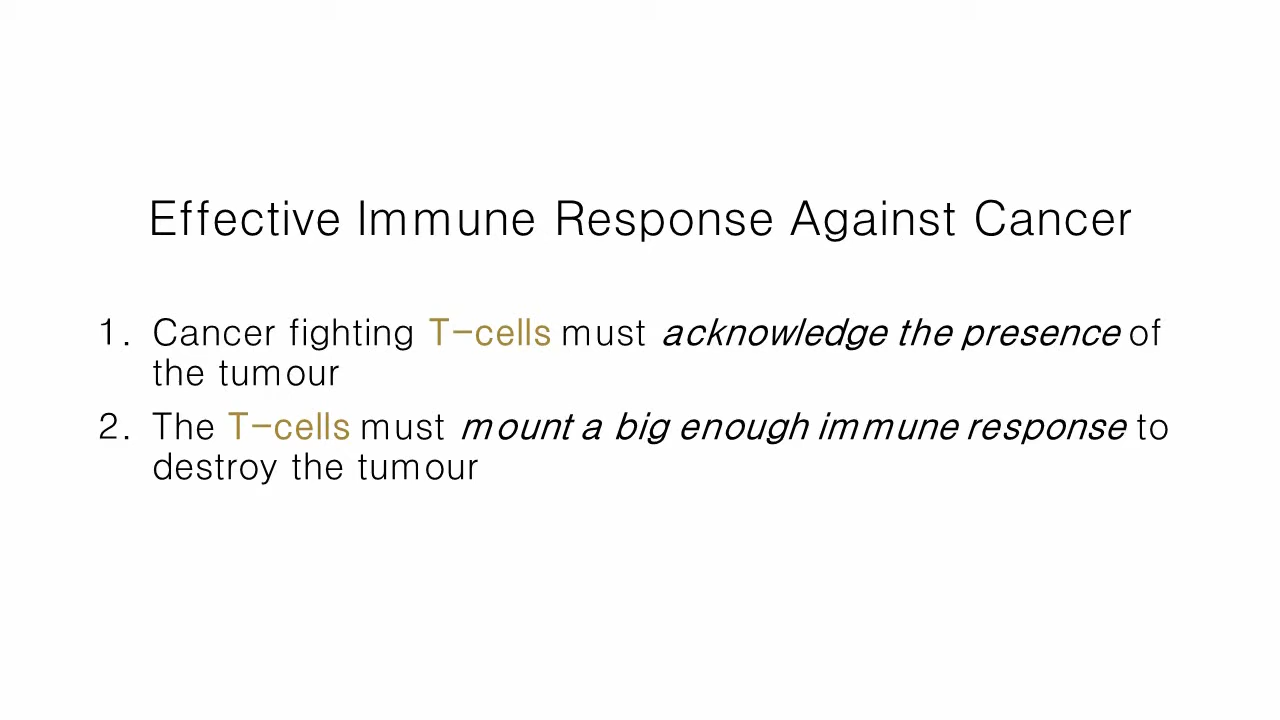 Effective Immune Response Against Cancer
1. Cancer fighting T-cells must acknowledge the presence of
the tumour
2. The T-cells must mount a big enough immune response to
destroy the tumour